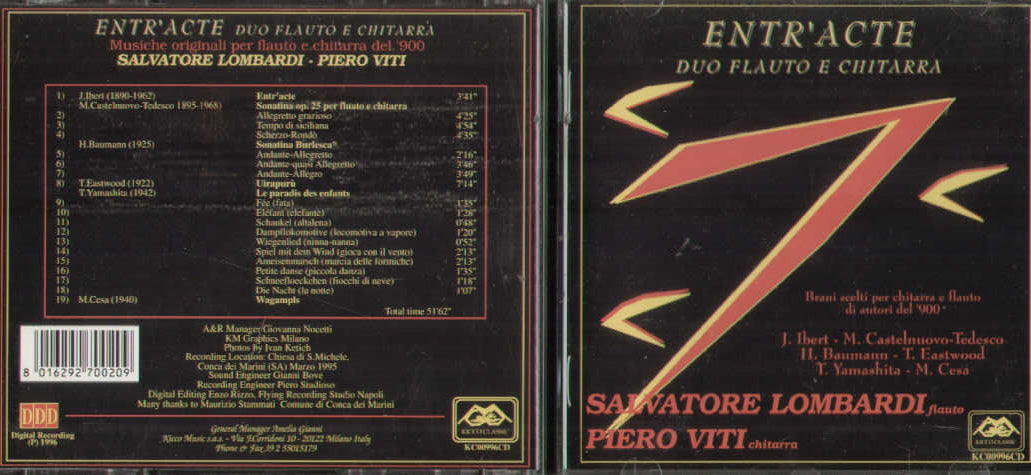 ENTR'ACTE DUO FLAUTO E CHITARRA
Musiche originali per flauto e chitarra del '900
SALVATORE LOMBARDI - PIERO VITI
1) J.Ibert (1890-1962) Entr'acte 3'41"
M.Castelnuovo-Tedesco 1895-1968) Sonatina op. 25 per fluato e chitarra
2) Allegretto grazioso 4'25"
3) Tempo di siciliana 4'54"
4) Scherzo-Rondò 4'35"
H.Baumann (1925) Sonatina Burlesca*
5) Andante-Allegretto 2'16"
6) Andante quasi Allegretto 3'46"
7) Andante-Allegro 3'49"
8) T.Eastwood (1922) Uirapurù 7'14"
T.Yamashita (1942) Le paradis des enfants
9) Fée (fata) 1'35"
10) Elefant (elefante) 1'28"
11) Schaukel (altalena) 0'48"
12) Dampflokomotive (locomotiva a vapore) 1'20"
13) Wiegenlied (ninna-nanna) 0'52"
14) Spiel mit dem Wind (gioca con il vento) 2'13"
15) Ameisenmarsch (marcia delle formiche) 2'13"
16) Petite danse (piccola danza) 1'35"
17) Schneefloeckchen (fiocchi di neve) 1'18"
18) Die Nacht (la notte) 1'07"
19) M.Cesa (1940) Wagampls
Total time 51'62"
A&R Manager Giovanna Nocetti
KM Graphics Milano
Photos by Ivan Ketich
Recording Location: Chiesa di S.Michele,
Conca dei Marini (SA) Marzo 1995
Sound Engineer Gianni Bove
Recording Engineer Piero Studioso
Digital Editing Enzo Rizzo, Flying Recording Studio Napoli
Many thanks to Maurizio Stammati Comune di Conca dei Marini
8 016292 700209
DDD
Digital Recording
(P) 1996
General Manager Amelia Gianni
Kicco Music s.a.s. - Via F.Corridoni 10 - 20122 Milano Italy
Phone & Fax 39 2 55015179
KICCO CLASSIC
KC00996CD
ENTR'ACTE
DUO FLAUTO E CHITARRA
Brani scelti per chitarra e flauto
di autori del '900
J. Ibert - M. Castelnuovo-Tedesco
H. Baumann - T. Eastwood
T. Yamashita - M. Cesa
SALVATORE LOMBARDI flauto
PIERO VITI chitarra
KICCO CLASSIC
KC00996CD